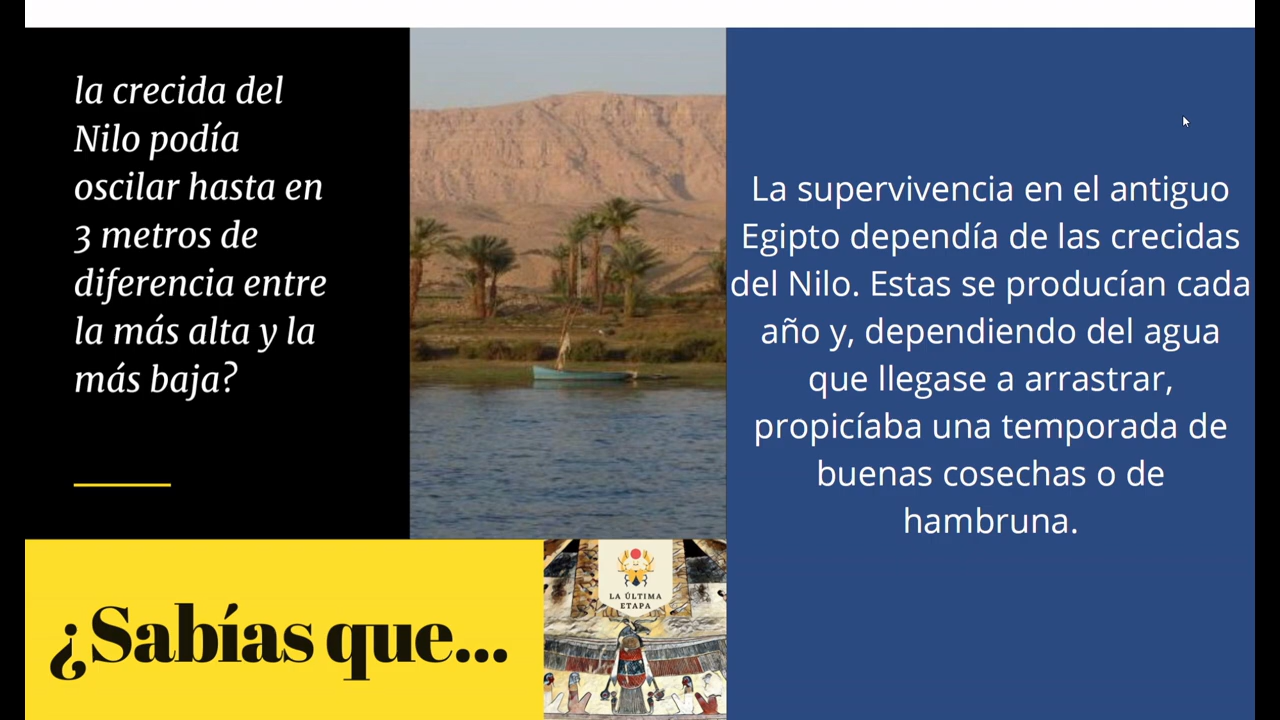 la crecida del
Nilo podía
oscilar hasta en
3 metros de
diferencia entre
la más alta y la
más baja?
La supervivencia en el antiguo
Egipto dependía de las crecidas
del Nilo. Estas se producían cada
año y, dependiendo del agua
que llegase a arrastrar,
propicíaba una temporada de
buenas cosechas o de
hambruna.
¿Sabías que...
LA ÚLTIMA
ETAPA